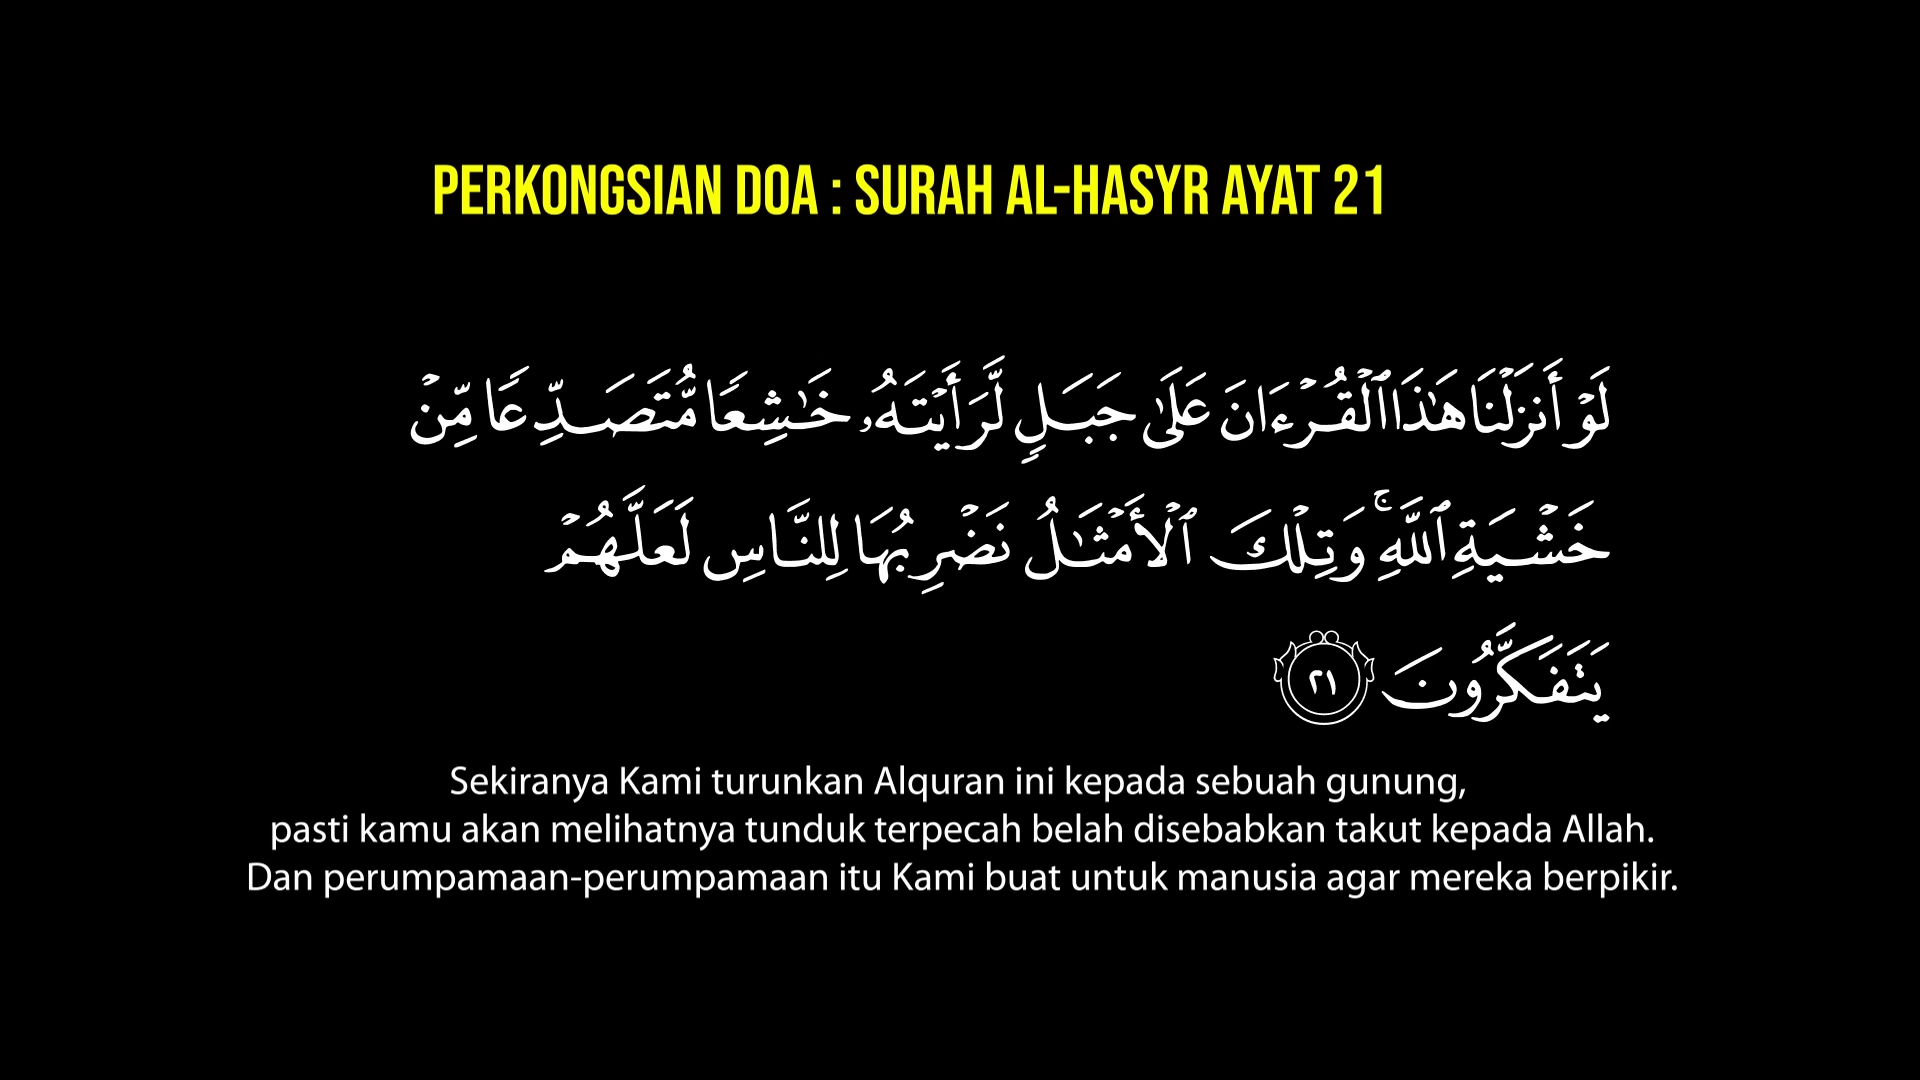 PERKONGSIAN DOA : SURAH AL-HASYR AYAT 21
لَوۡ أَنزَلۡنَا هَٰذَا ٱلۡقُرۡءَانَ عَلَىٰ جَبَلٍ لَّرَأَيۡتَهُۥ خَٰشِعًا مُّتَصَدِّعًا مِّنۡ
خَشۡيَةِ ٱللَّهِۚ وَتِلۡكَ ٱلۡأَمۡثَٰلُ نَضۡرِبُهَا لِلنَّاسِ لَعَلَّهُمۡ
يَتَفَكَّرُونَ ٢١
Sekiranya Kami turunkan Alquran ini kepada sebuah gunung,
pasti kamu akan melihatnya tunduk terpecah belah disebabkan takut kepada Allah.
Dan perumpamaan-perumpamaan itu Kami buat untuk manusia agar mereka berpikir.